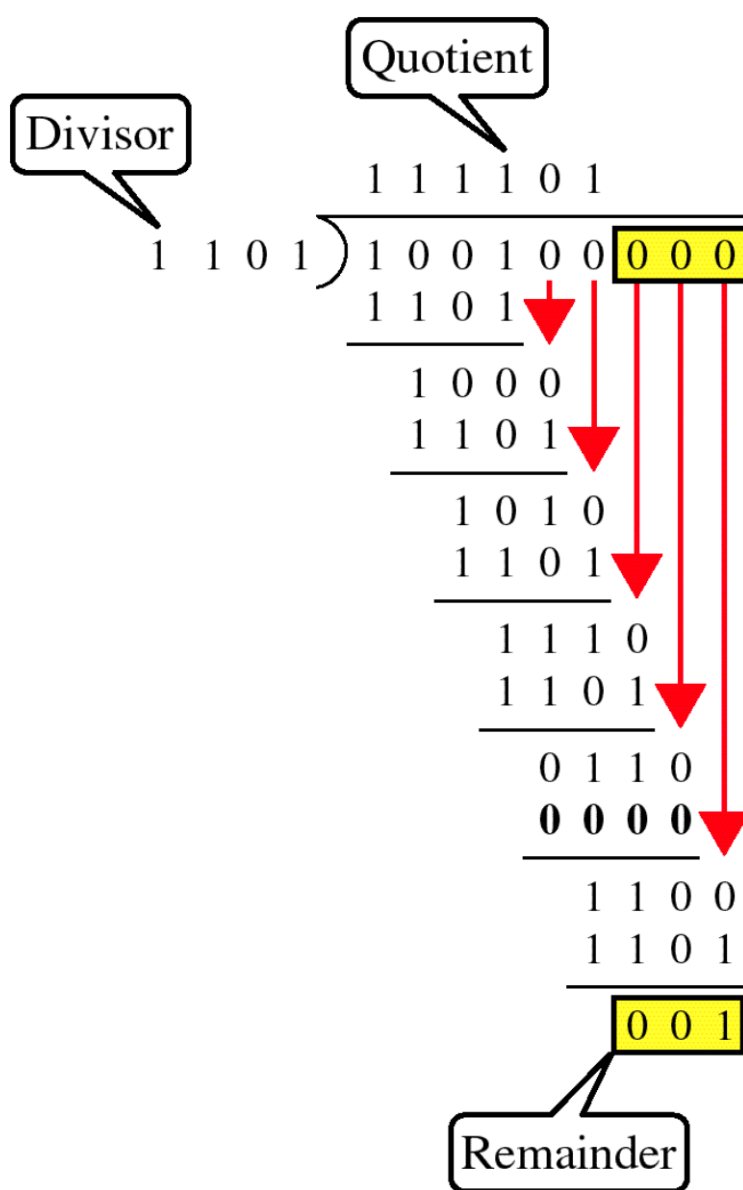 Quotient
Divisor
1 1 1 1 0 1
1 1 0 1 1 0 0 1 0 0 0 0 0
1 1 0 1
1 0 0 0
1 1 0 1
1 0 1 0
1 1 0 1
1 1 1 0
1 1 0 1
0 1 1 0
0 0 0 0
1 1 0 0
1 1 0 1
0 0 1
Remainder